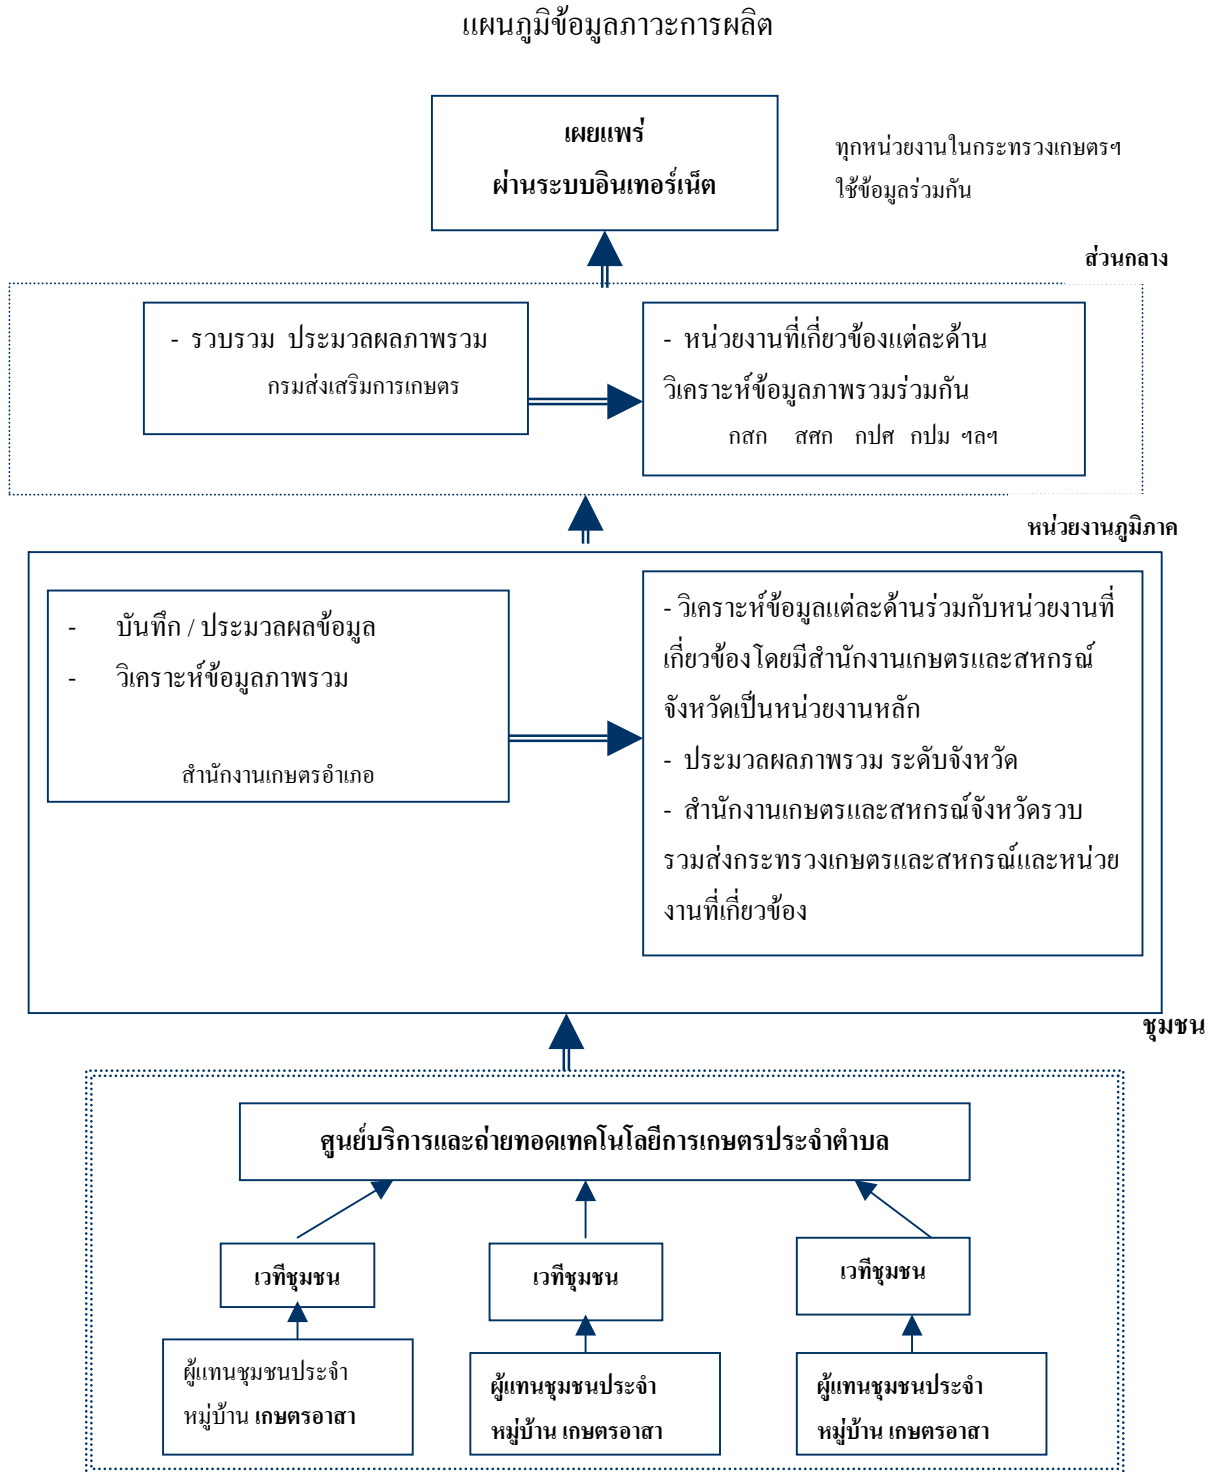 แผนภูมิข้อมูลภาวะการผลิต
เผยแพร่
ผ่านระบบอินเทอร์เน็ต
ทุกหน่วยงานในกระทรวงเกษตรฯ
ใช้ข้อมูลร่วมกัน
ส่วนกลาง
- รวบรวม ประมวลผลภาพรวม
กรมส่งเสริมการเกษตร
- หน่วยงานที่เกี่ยวข้องแต่ละด้าน
วิเคราะห์ข้อมูลภาพรวมร่วมกัน
กสก สศก กปศ กปม ฯลฯ
หน่วยงานภูมิภาค
- บันทึก / ประมวลผลข้อมูล
- วิเคราะห์ข้อมูลภาพรวม
สำนักงานเกษตรอำเภอ
- วิเคราะห์ข้อมูลแต่ละด้านร่วมกับหน่วยงานที่
เกี่ยวข้อง โดยมีสำนักงานเกษตรและสหกรณ์
จังหวัดเป็นหน่วยงานหลัก
- ประมวลผลภาพรวม ระดับจังหวัด
- สำนักงานเกษตรและสหกรณ์จังหวัดรวบ
รวมส่งกระทรวงเกษตรและสหกรณ์และหน่วย
งานที่เกี่ยวข้อง
ชุมชน
ศูนย์บริการและถ่ายทอดเทคโนโลยีการเกษตรประจำตำบล
เวทีชุมชน
เวทีชุมชน
เวทีชุมชน
ผู้แทนชุมชนประจำ
หมู่บ้าน เกษตรอาสา
ผู้แทนชุมชนประจำ
หมู่บ้าน เกษตรอาสา
ผู้แทนชุมชนประจำ
หมู่บ้าน เกษตรอาสา